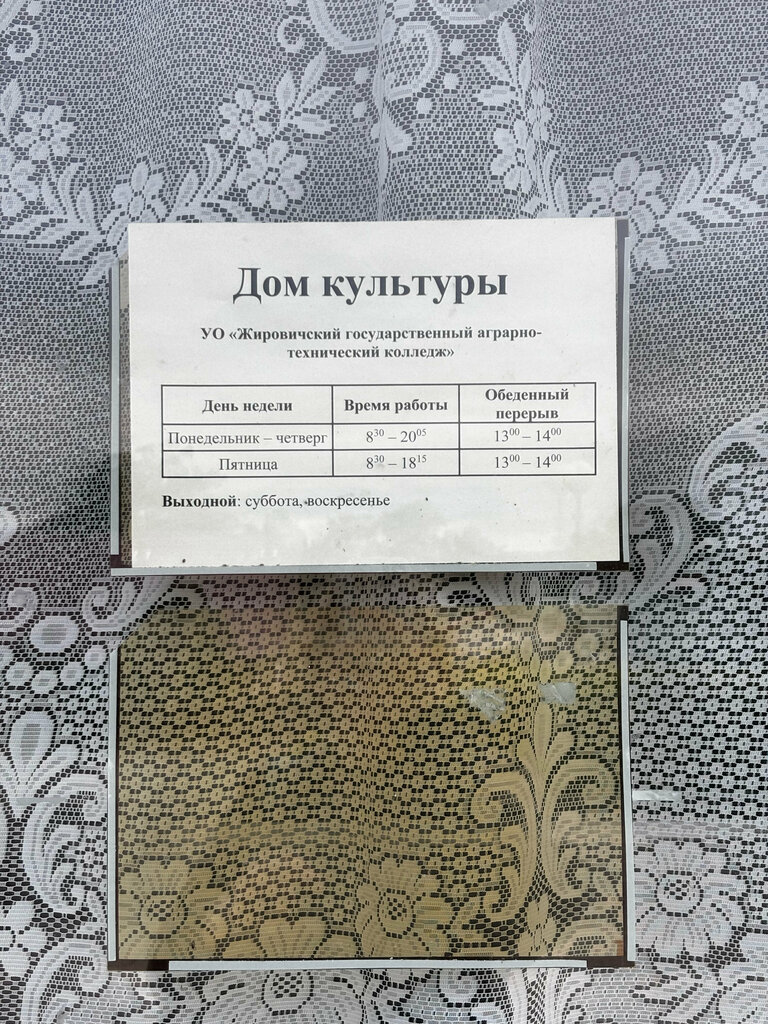 Дом культуры
УО «Жировичский государственный аграрно-
технический колледж»
День недели Время работы Обеденный перерыв
Понедельник – четверг 8³⁰ – 20⁰⁵ 13⁰⁰ – 14⁰⁰
Пятница 8³⁰ – 18¹⁵ 13⁰⁰ – 14⁰⁰
Выходной: суббота, воскресенье